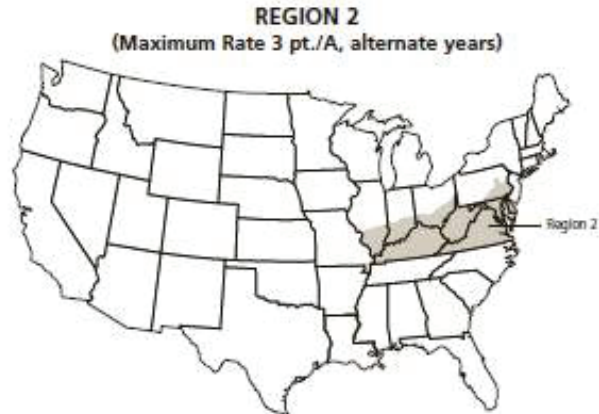 REGION 2
(Maximum Rate 3 pt./A, alternate years)
Region 2